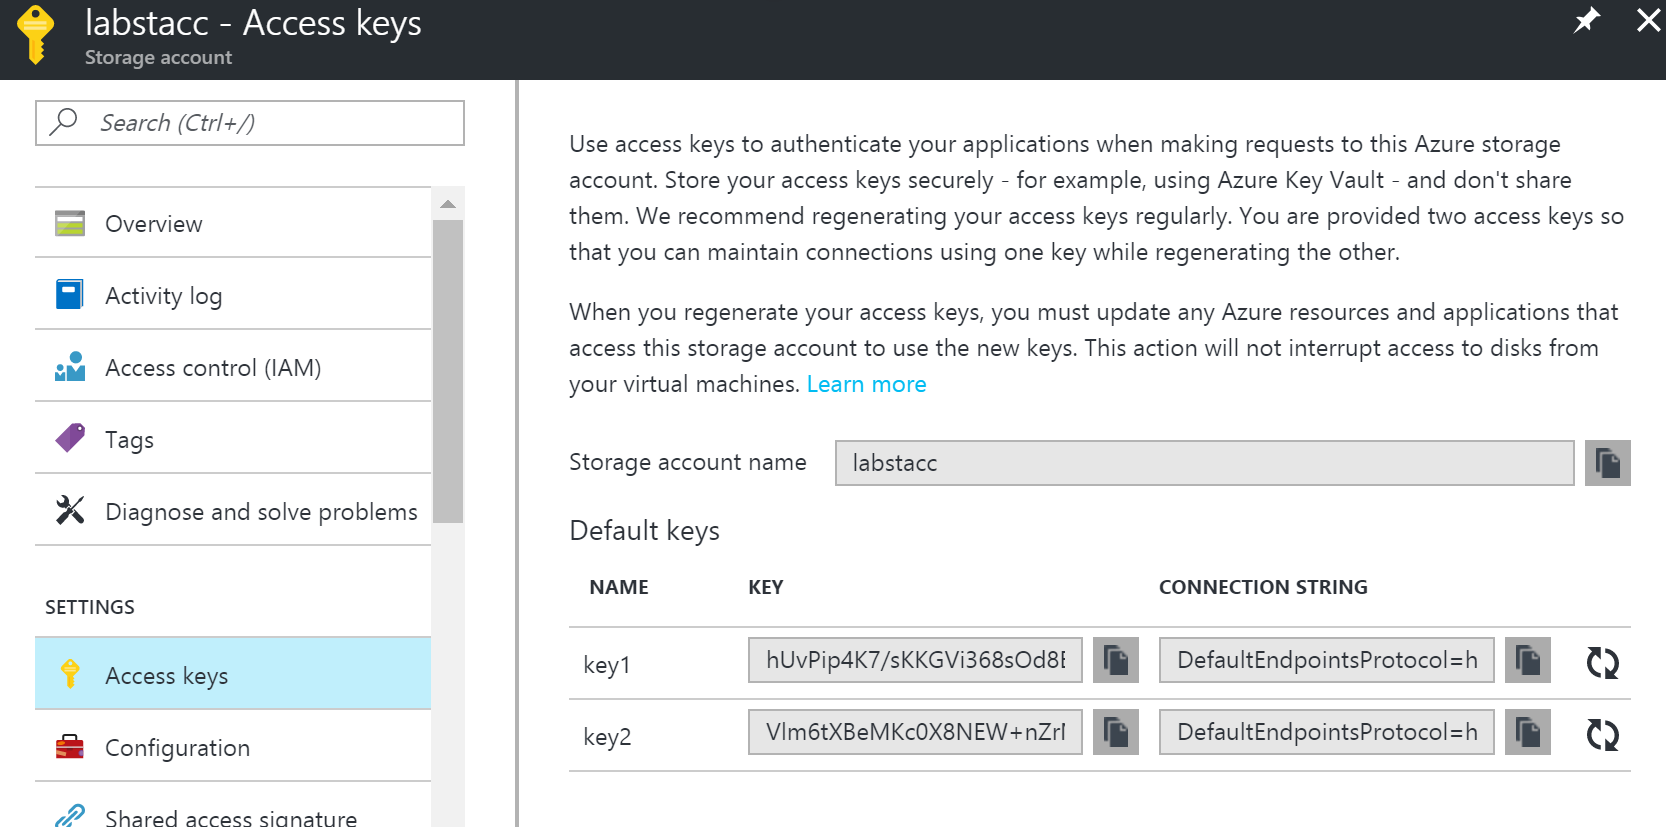 labstacc - Access keys
Storage account
Search (Ctrl+/)
Overview
Activity log
Access control (IAM)
Tags
Diagnose and solve problems
SETTINGS
Access keys
Configuration
Shared access signature
Use access keys to authenticate your applications when making requests to this Azure storage
account. Store your access keys securely - for example, using Azure Key Vault - and don't share
them. We recommend regenerating your access keys regularly. You are provided two access keys so
that you can maintain connections using one key while regenerating the other.
When you regenerate your access keys, you must update any Azure resources and applications that
access this storage account to use the new keys. This action will not interrupt access to disks from
your virtual machines. Learn more
Storage account name labstacc
Default keys
NAME KEY CONNECTION STRING
key1 hUvPip4K7/sKKGVi368sOd8E DefaultEndpointsProtocol=h
key2 Vlm6tXBeMKc0X8NEW+nZrI DefaultEndpointsProtocol=h